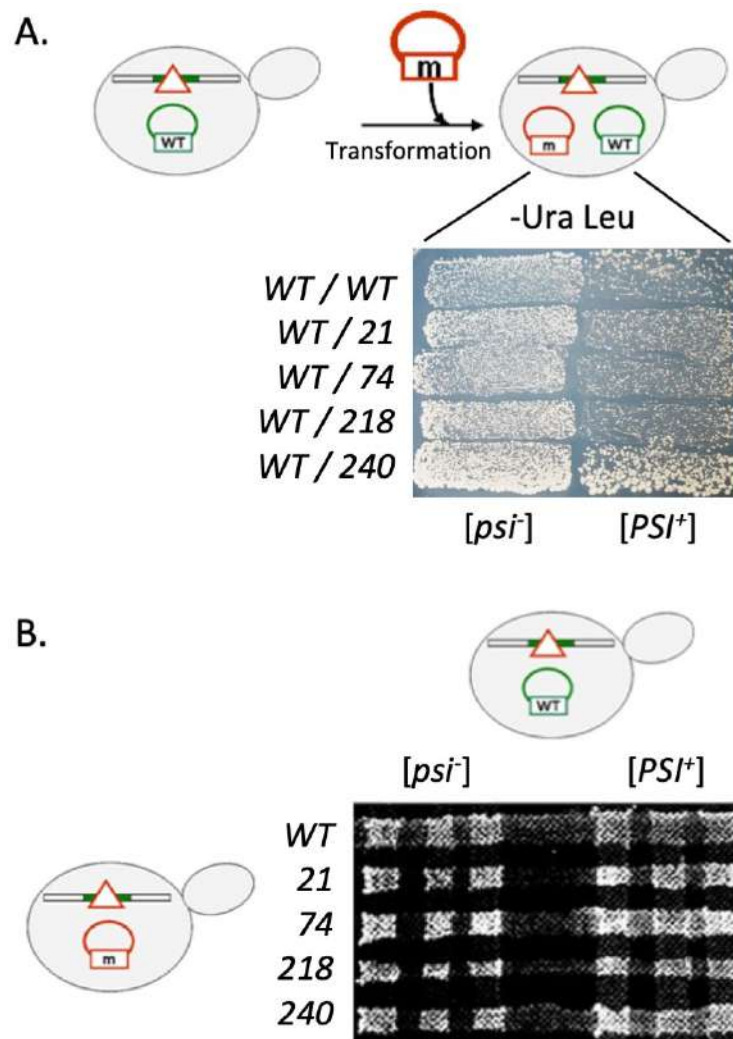 A.
WT
m
Transformation
m WT
-Ura Leu
WT / WT
WT / 21
WT / 74
WT / 218
WT / 240
[psi⁻] [PSI⁺]
B.
WT
[psi⁻] [PSI⁺]
WT
21
74
218
240
m